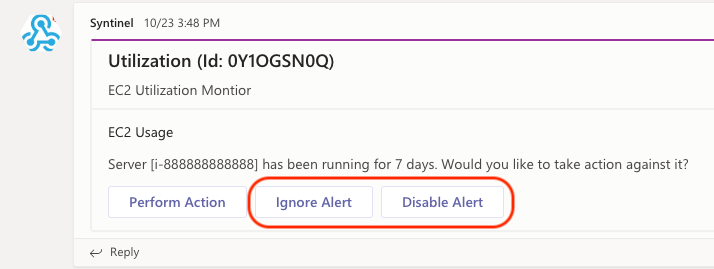 Syntinel 10/23 3:48 PM
Utilization (Id: 0Y1OGSN0Q)
EC2 Utilization Montior
EC2 Usage
Server [i-888888888888] has been running for 7 days. Would you like to take action against it?
Perform Action Ignore Alert Disable Alert
Reply